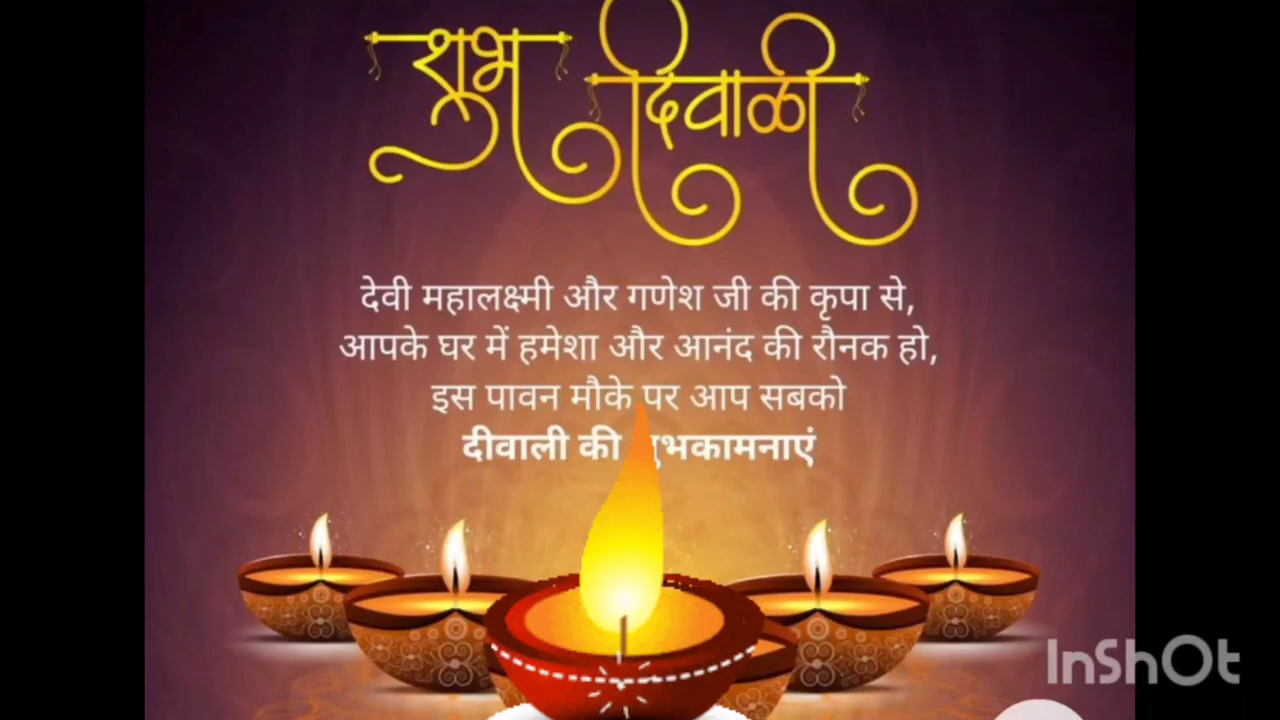 शुभ दिवाळी
देवी महालक्ष्मी और गणेश जी की कृपा से,
आपके घर में हमेशा और आनंद की रौनक हो,
इस पावन मौके पर आप सबको
दीवाली की
InShOt